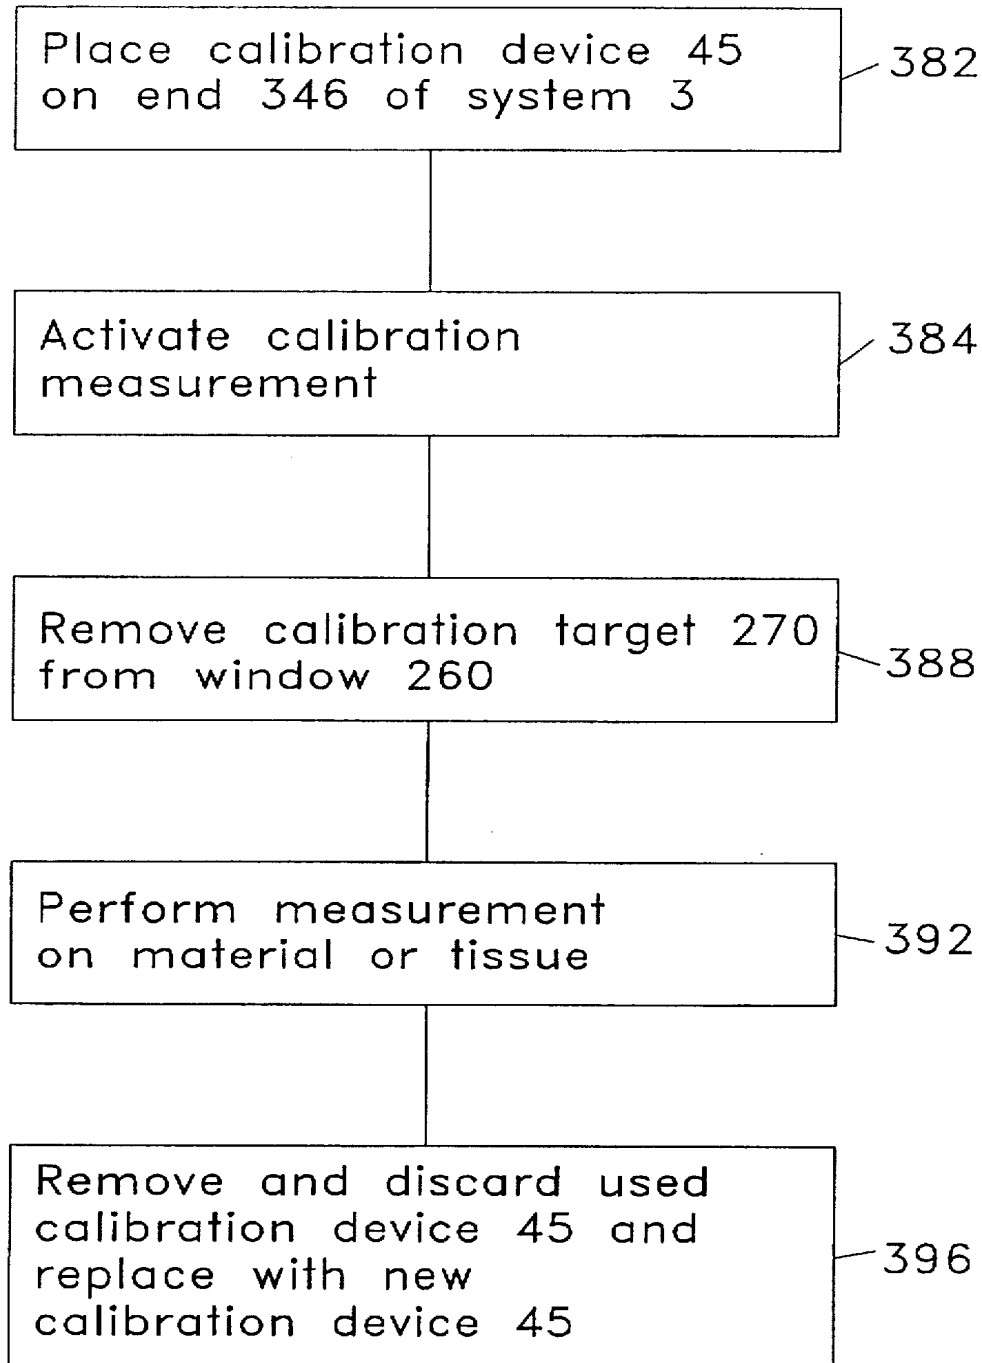 Place calibration device 45
on end 346 of system 3
382
Activate calibration
measurement
384
Remove calibration target 270
from window 260
388
Perform measurement
on material or tissue
392
Remove and discard used
calibration device 45 and
replace with new
calibration device 45
396